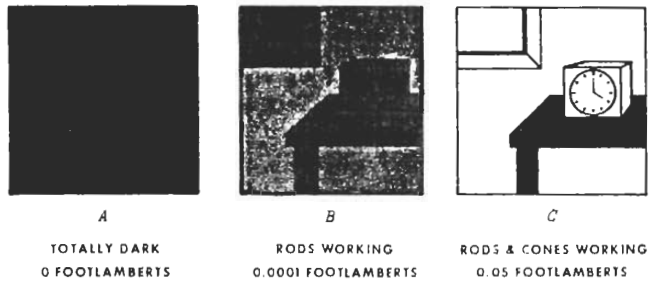 A
B
C
TOTALLY DARK
0 FOOTLAMBERTS
RODS WORKING
0.0001 FOOTLAMBERTS
RODS & CONES WORKING
0.05 FOOTLAMBERTS